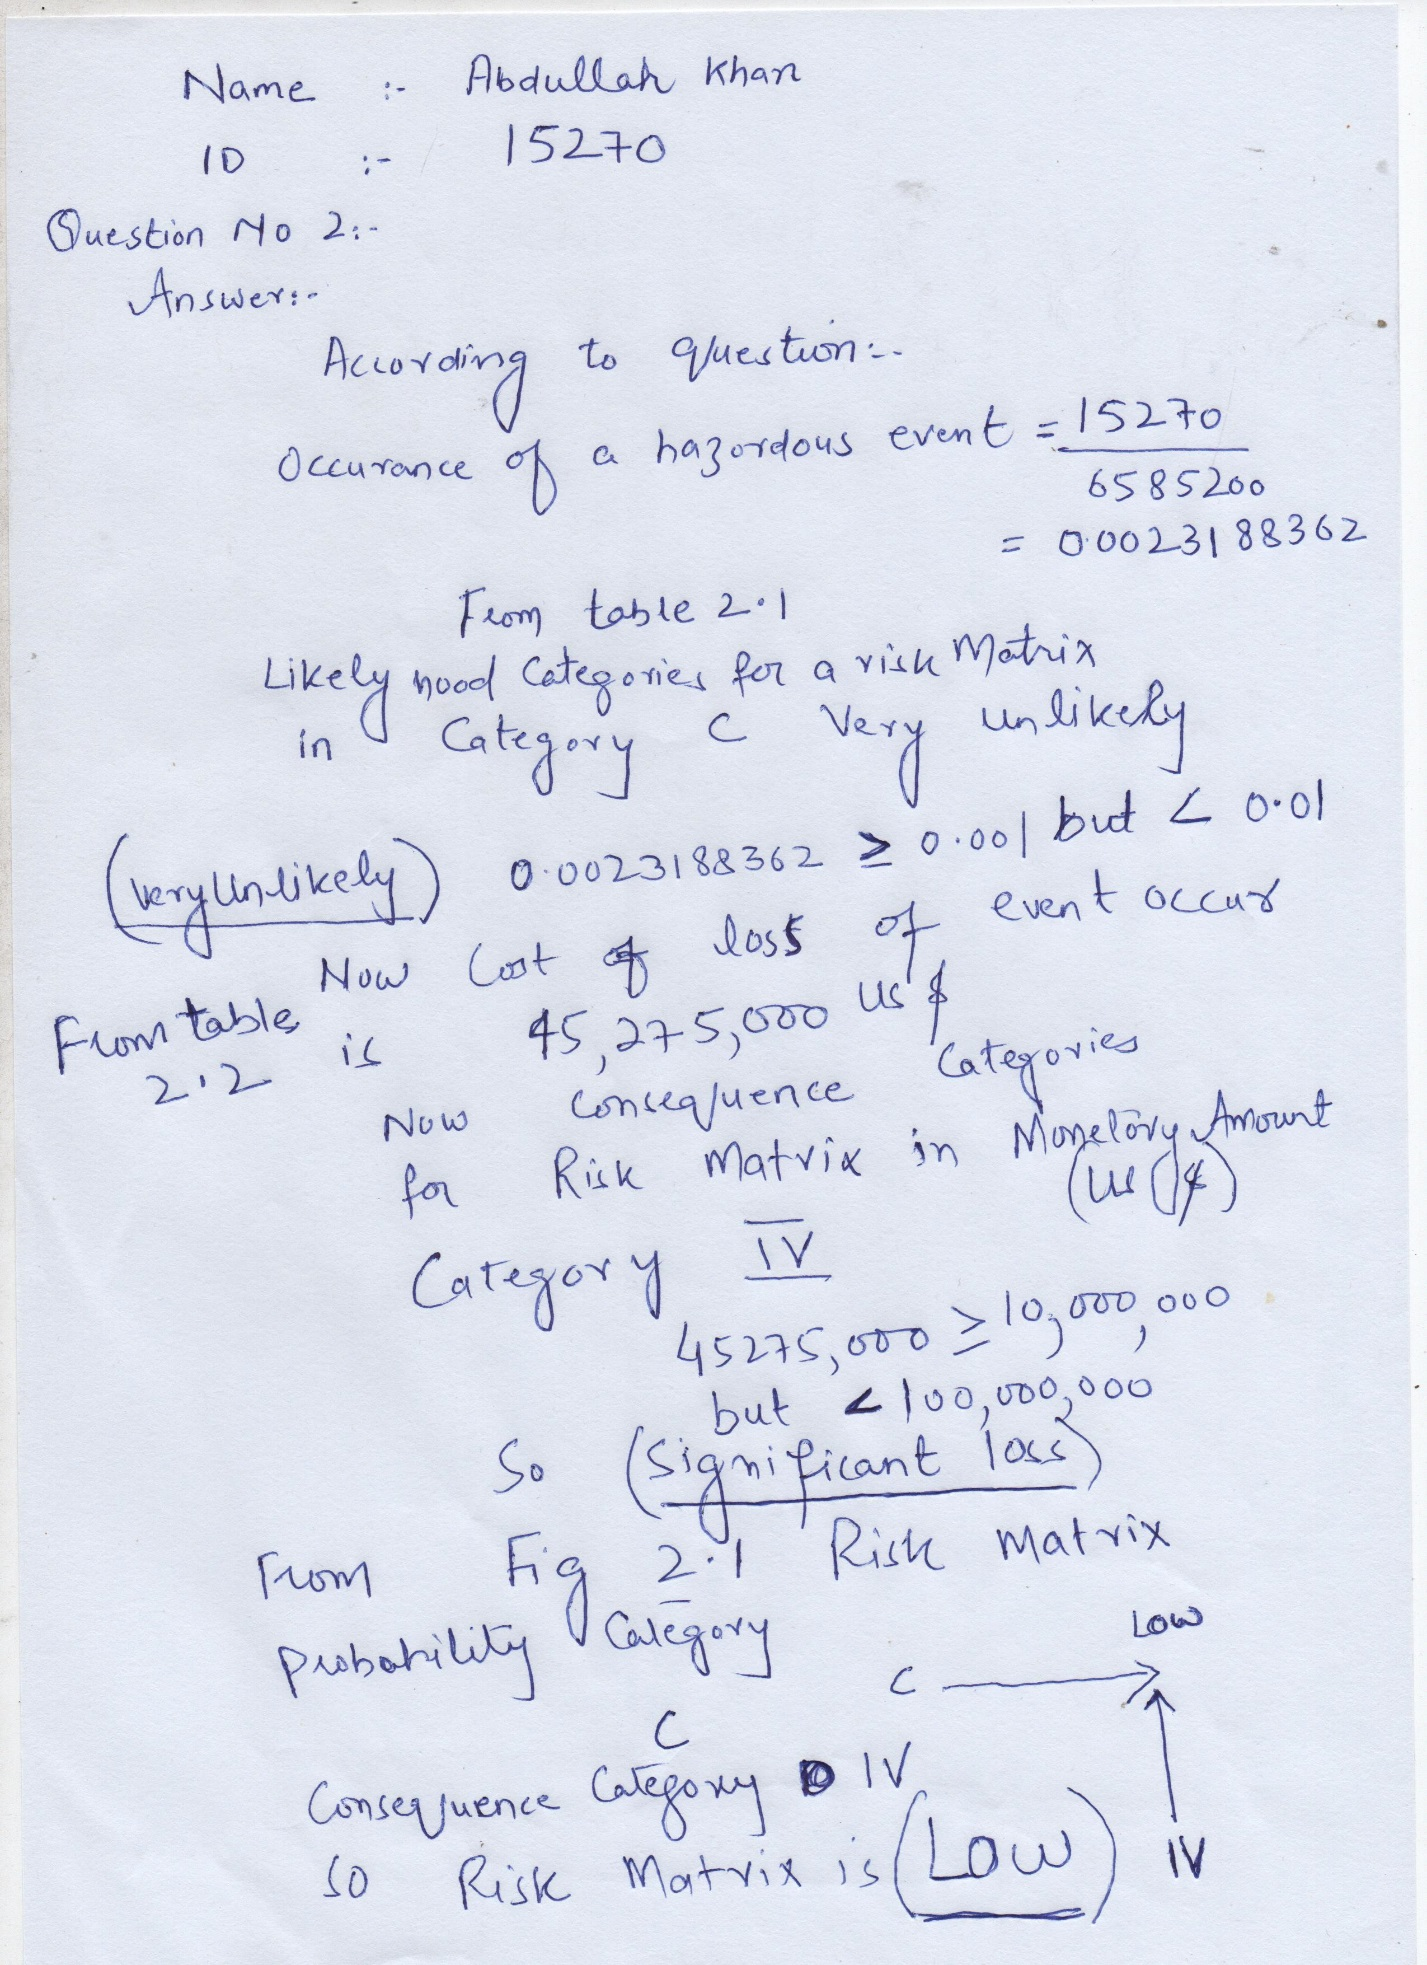 Name :- Abdullah Khan
ID :- 15270
Question No 2:-
Answer:-
According to question:-
Occurance of a hazordous event = 15270
6585200
= 0.0023188362
From table 2.1
Likely hood Categories for a risk Matrix
in Category C Very unlikely
(Very Unlikely) 0.0023188362 ≥ 0.001 but < 0.01
Now Cost of loss of event occur
From table 2.2 is 45,275,000 US $
Now Consequence Categories
for Risk Matrix in Monetory Amount
(US $)
Category IV
45275,000 ≥ 10,000,000
but < 100,000,000
So (Significant loss)
From Fig 2.1 Risk Matrix
Probability Category
C
C → Low
Consequence Category IV
IV
So Risk Matrix is (Low)